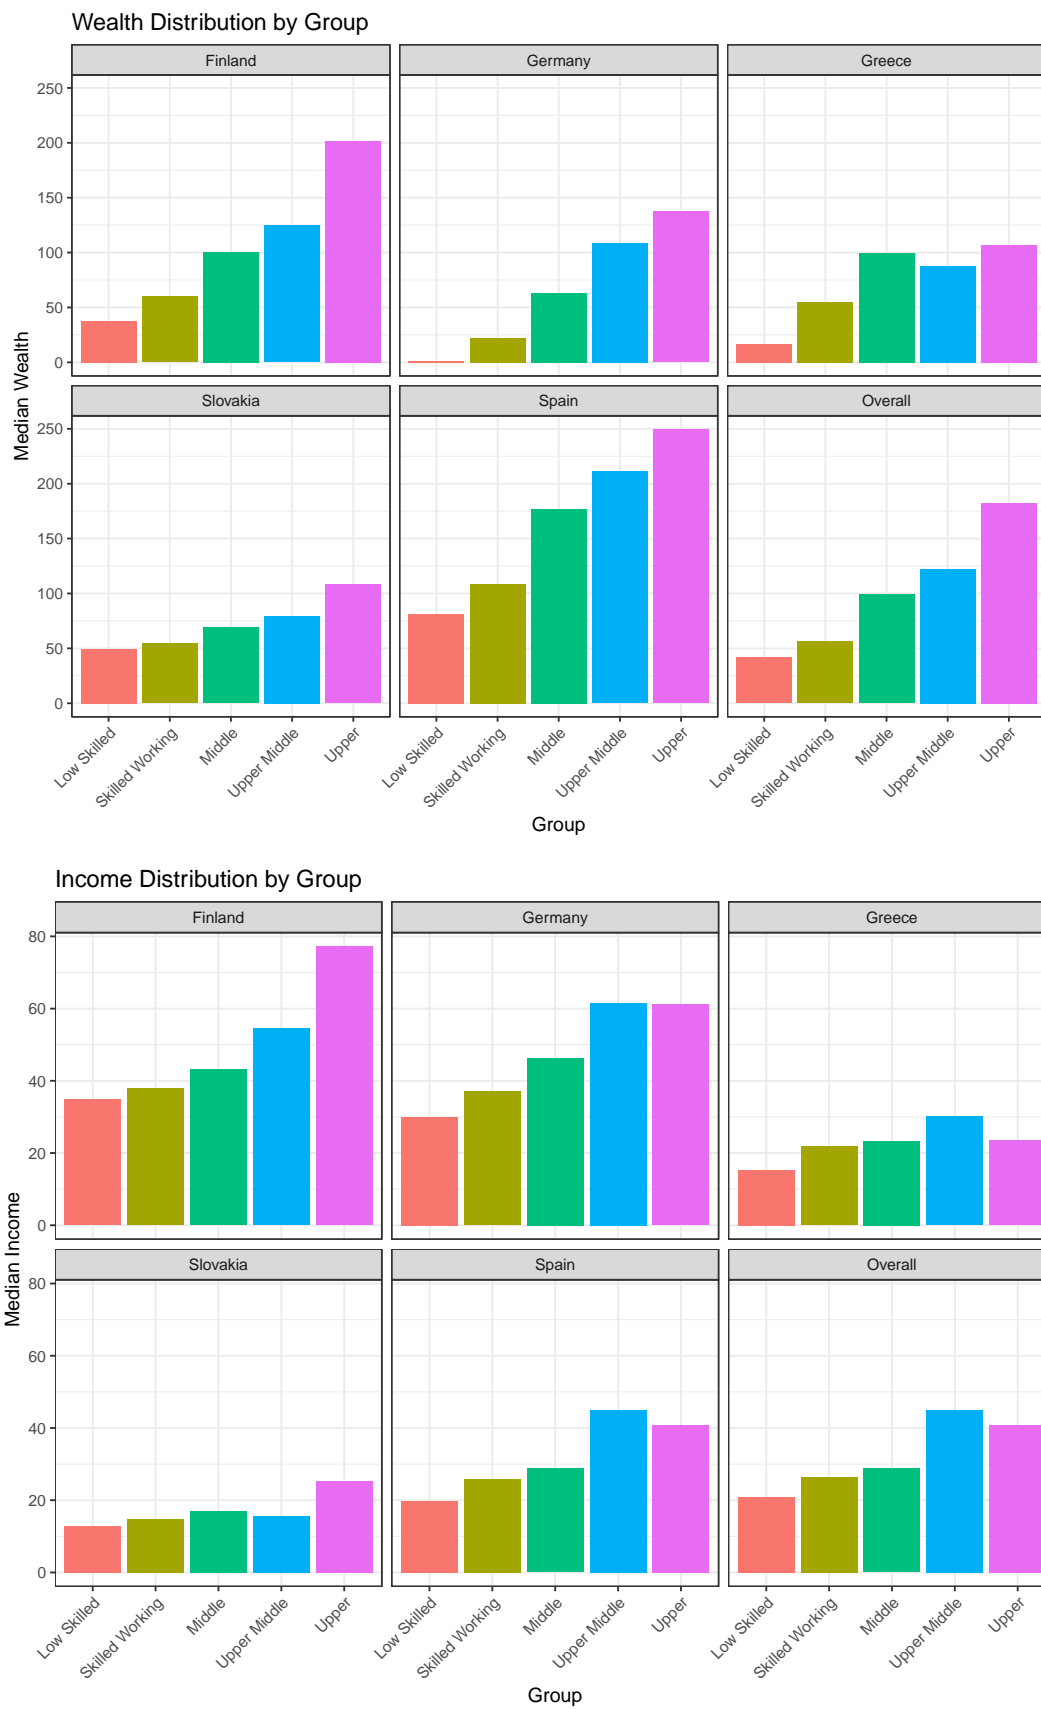 Wealth Distribution by Group
Finland
Germany
Greece
250
200
150
100
50
0
Median Wealth
Slovakia
Spain
Overall
250
200
150
100
50
0
Low Skilled
Skilled Working
Middle
Upper Middle
Upper
Low Skilled
Skilled Working
Middle
Upper Middle
Upper
Low Skilled
Skilled Working
Middle
Upper Middle
Upper
Group
Income Distribution by Group
Finland
Germany
Greece
80
60
40
20
0
Median Income
Slovakia
Spain
Overall
80
60
40
20
0
Low Skilled
Skilled Working
Middle
Upper Middle
Upper
Low Skilled
Skilled Working
Middle
Upper Middle
Upper
Low Skilled
Skilled Working
Middle
Upper Middle
Upper
Group